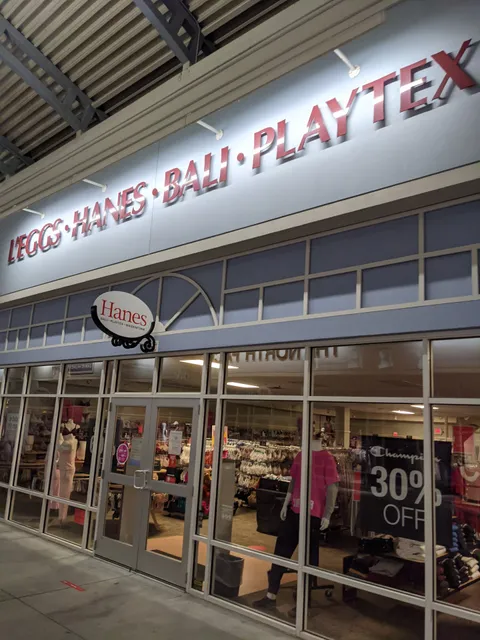 L'EGGS · HANES · BALI · PLAYTEX
Hanes
Champion
30%
OFF